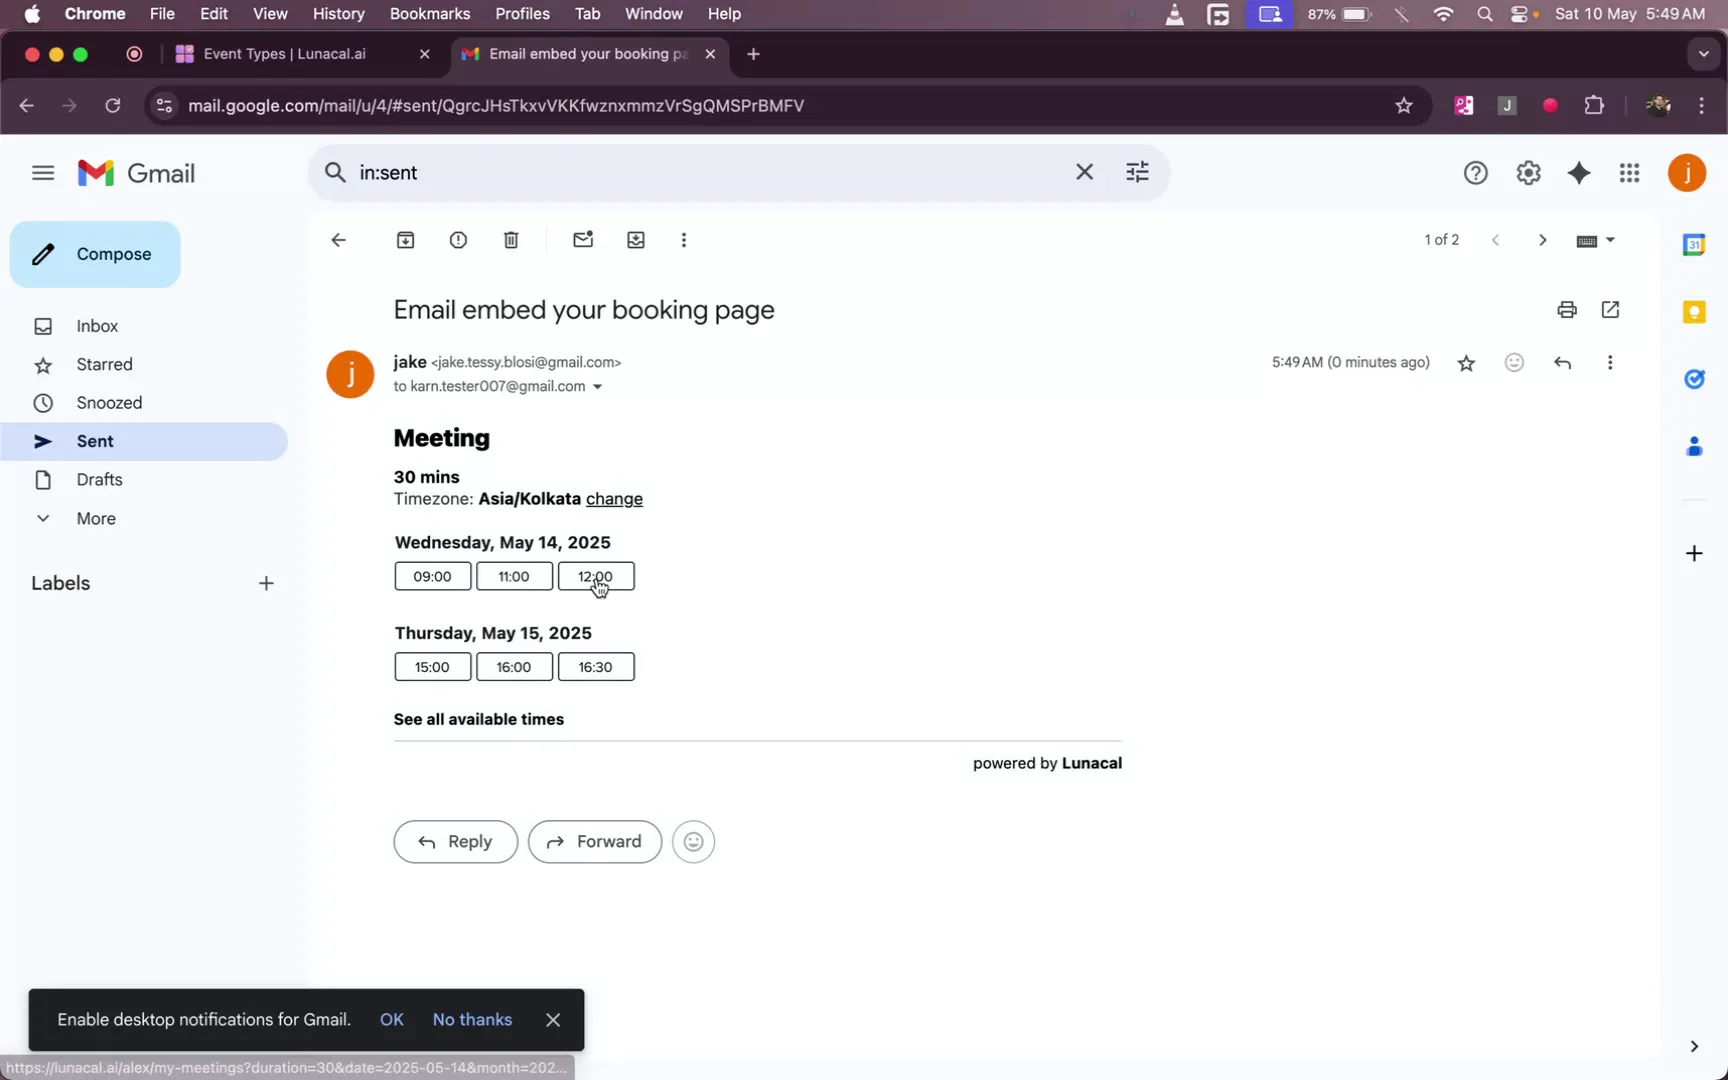 Chrome File Edit View History Bookmarks Profiles Tab Window Help 87% Sat 10 May 5:49 AM
Event Types | Lunacal.ai Email embed your booking pa
mail.google.com/mail/u/4/#sent/QgrcJHsTkxvVKKfwznxmmzVrSgQMSPrBMFV J
Gmail in:sent j
Compose 1 of 2 31
Email embed your booking page
Inbox
Starred
Snoozed
Sent
Drafts
More
Labels
j
jake <jake.tessy.blosi@gmail.com> 5:49 AM (0 minutes ago)
to karn.tester007@gmail.com
Meeting
30 mins
Timezone: Asia/Kolkata change
Wednesday, May 14, 2025
09:00 11:00 12:00
Thursday, May 15, 2025
15:00 16:00 16:30
See all available times
powered by Lunacal
Reply Forward
Enable desktop notifications for Gmail. OK No thanks
https://lunacal.ai/alex/my-meetings?duration=30&date=2025-05-14&month=202...